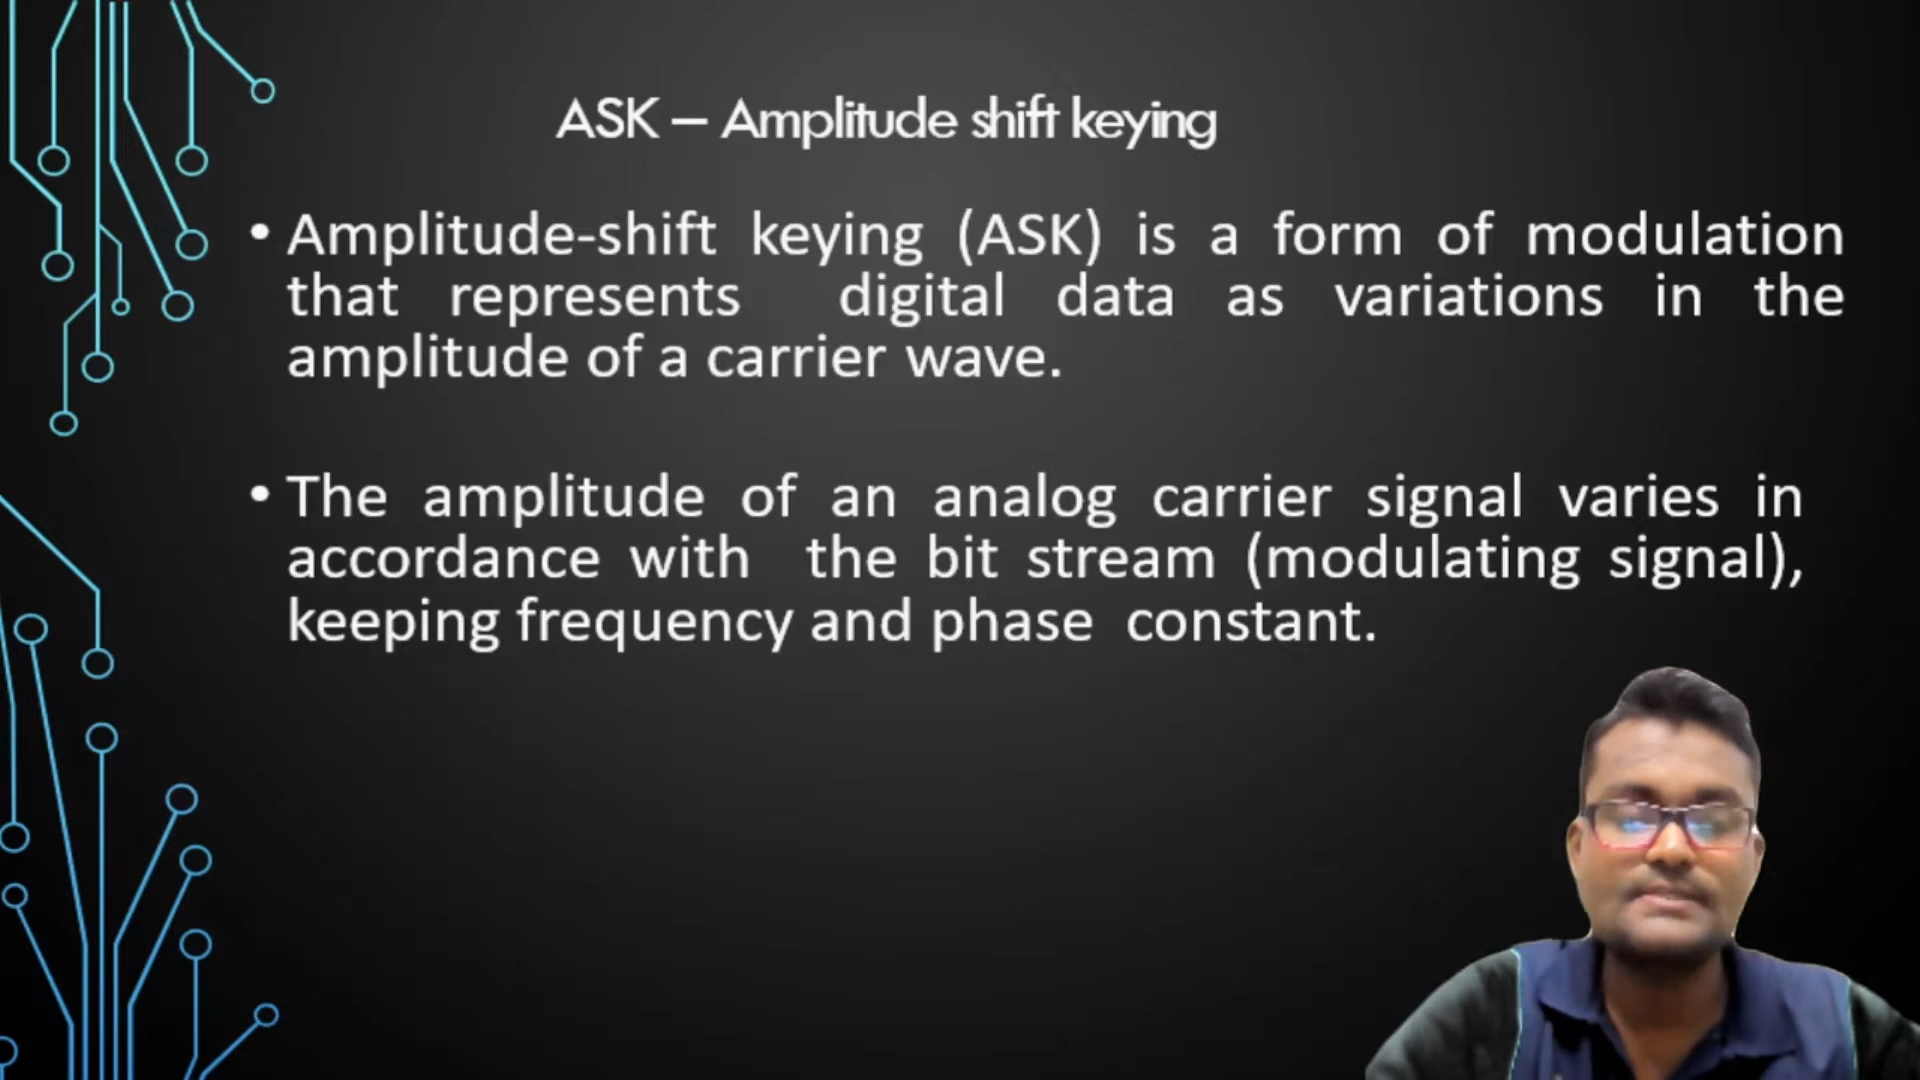 ASK – Amplitude shift keying
• Amplitude-shift keying (ASK) is a form of modulation
that represents digital data as variations in the
amplitude of a carrier wave.
• The amplitude of an analog carrier signal varies in
accordance with the bit stream (modulating signal),
keeping frequency and phase constant.